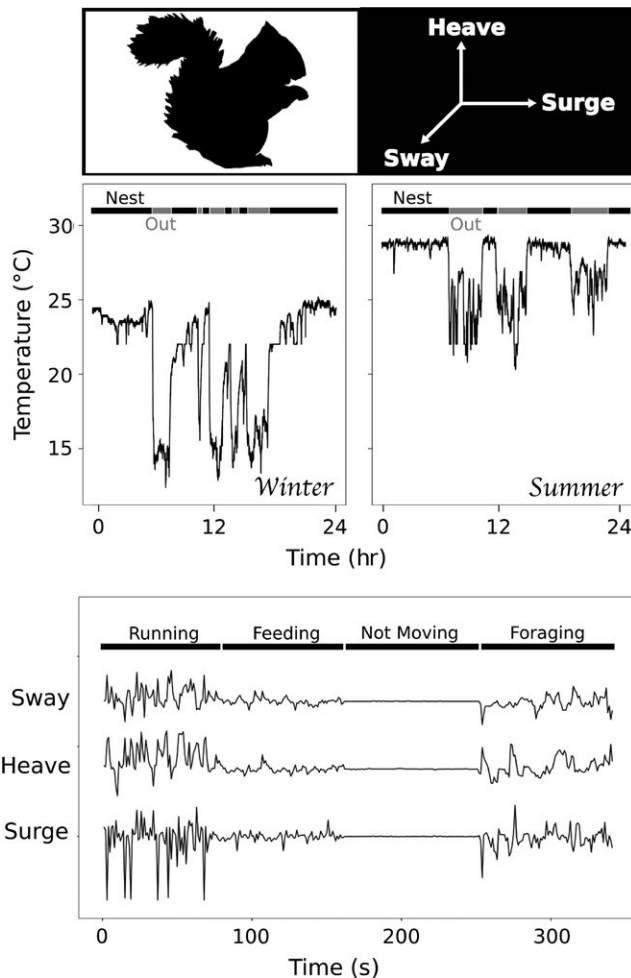 Heave
Surge
Sway
Nest
Out
Nest
Out
Temperature (°C)
30
25
20
15
Winter
Summer
0
12
24
0
12
24
Time (hr)
Running
Feeding
Not Moving
Foraging
Sway
Heave
Surge
0
100
200
300
Time (s)